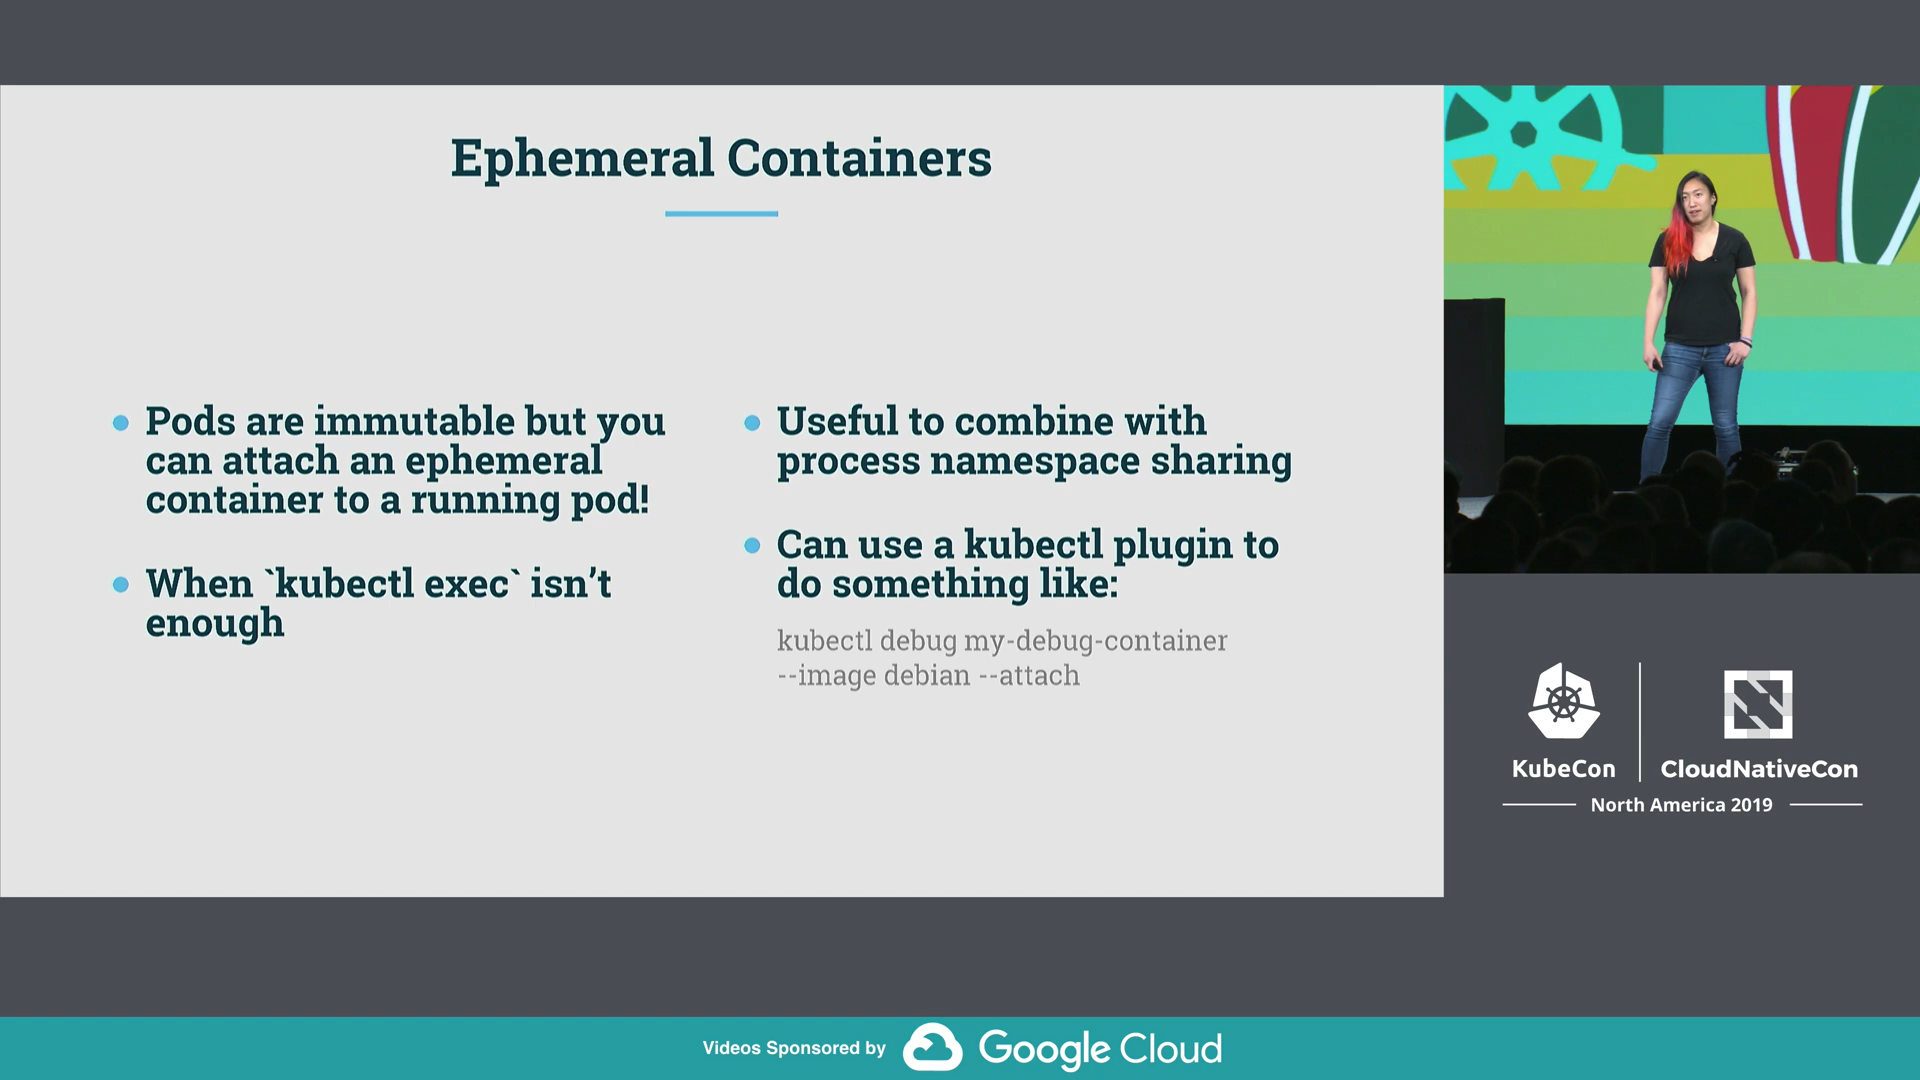 Ephemeral Containers
Pods are immutable but you
can attach an ephemeral
container to a running pod!
When `kubectl exec` isn’t
enough
Useful to combine with
process namespace sharing
Can use a kubectl plugin to
do something like:
kubectl debug my-debug-container
--image debian --attach
KubeCon
CloudNativeCon
North America 2019
Videos Sponsored by
Google Cloud